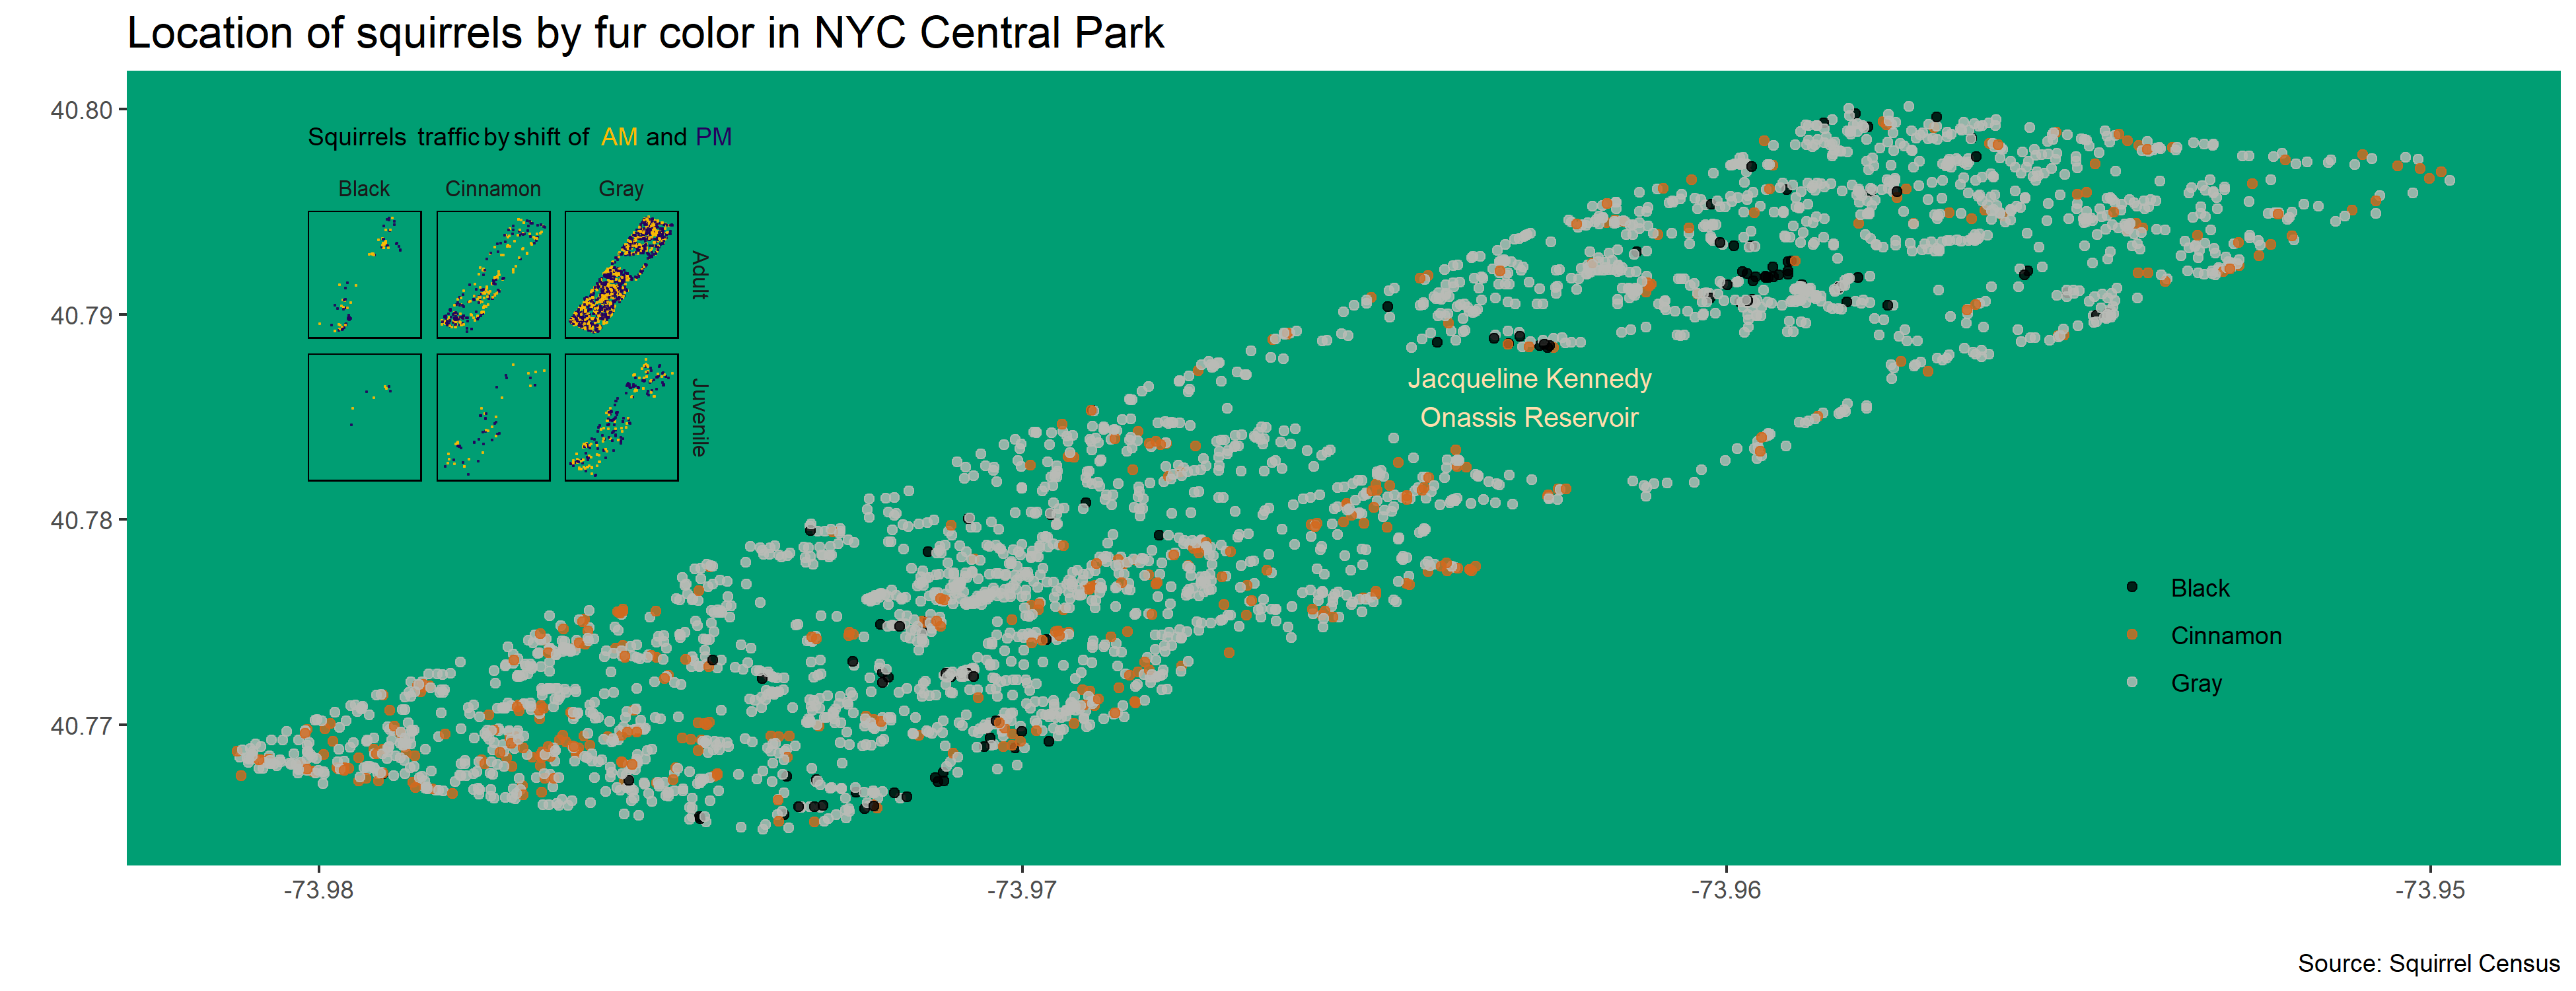 Location of squirrels by fur color in NYC Central Park
40.80
40.79
40.78
40.77
Squirrels traffic by shift of AM and PM
Black Cinnamon Gray
Adult
Juvenile
Jacqueline Kennedy
Onassis Reservoir
Black
Cinnamon
Gray
-73.98 -73.97 -73.96 -73.95
Source: Squirrel Census